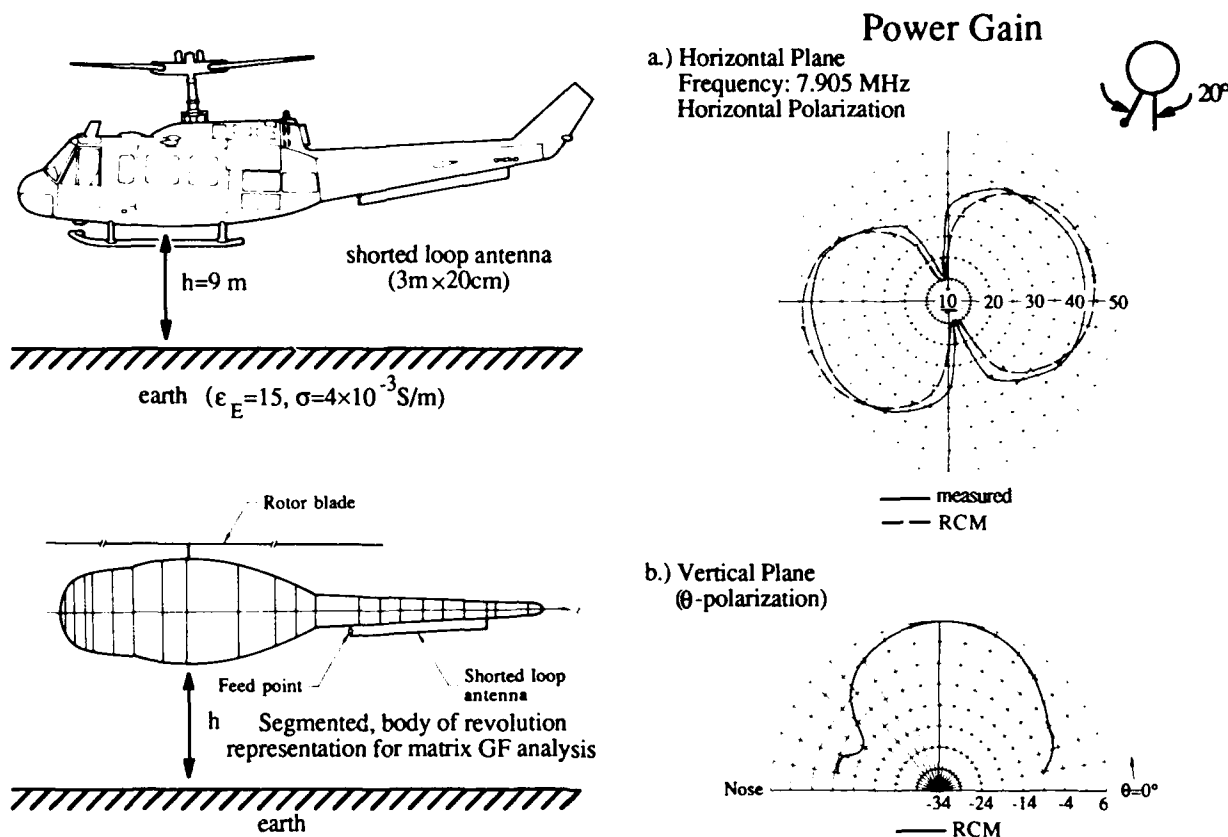 h=9 m
shorted loop antenna
(3m×20cm)
earth (ε_E=15, σ=4×10⁻³S/m)
Rotor blade
Feed point
Shorted loop
antenna
h
Segmented, body of revolution
representation for matrix GF analysis
earth
Power Gain
a.) Horizontal Plane
Frequency: 7.905 MHz
Horizontal Polarization
20°
10 20 30 40 50
measured
RCM
b.) Vertical Plane
(θ-polarization)
Nose
-34 -24 -14 -4 6
θ=0°
RCM